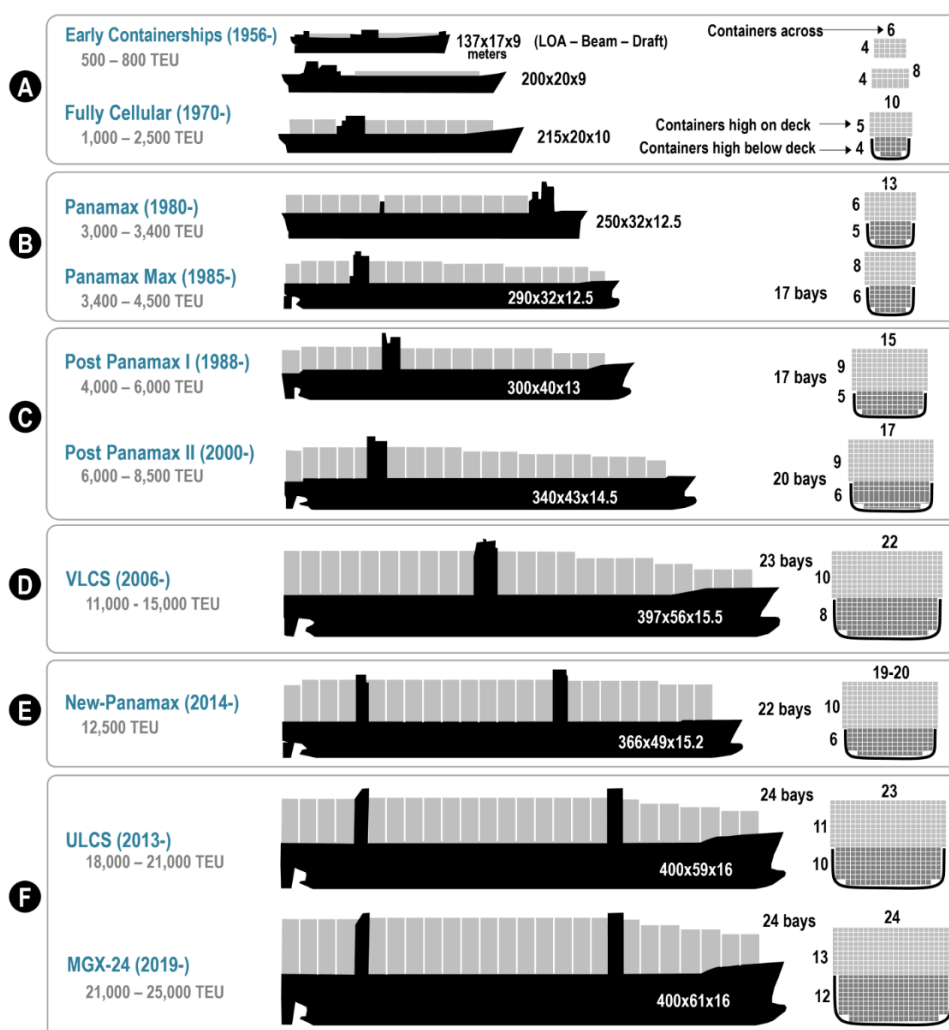 A
Early Containerships (1956-)
500 – 800 TEU
137x17x9 (LOA – Beam – Draft)
meters
200x20x9
Containers across 6
4
4 8
Fully Cellular (1970-)
1,000 – 2,500 TEU
215x20x10
10
Containers high on deck 5
Containers high below deck 4
B
Panamax (1980-)
3,000 – 3,400 TEU
250x32x12.5
13
6
5
Panamax Max (1985-)
3,400 – 4,500 TEU
290x32x12.5
17 bays
8
6
C
Post Panamax I (1988-)
4,000 – 6,000 TEU
300x40x13
17 bays
15
9
5
Post Panamax II (2000-)
6,000 – 8,500 TEU
340x43x14.5
20 bays
17
9
6
D
VLCS (2006-)
11,000 - 15,000 TEU
397x56x15.5
23 bays
22
10
8
E
New-Panamax (2014-)
12,500 TEU
366x49x15.2
22 bays
19-20
10
6
F
ULCS (2013-)
18,000 – 21,000 TEU
400x59x16
24 bays
23
11
10
MGX-24 (2019-)
21,000 – 25,000 TEU
400x61x16
24 bays
24
13
12